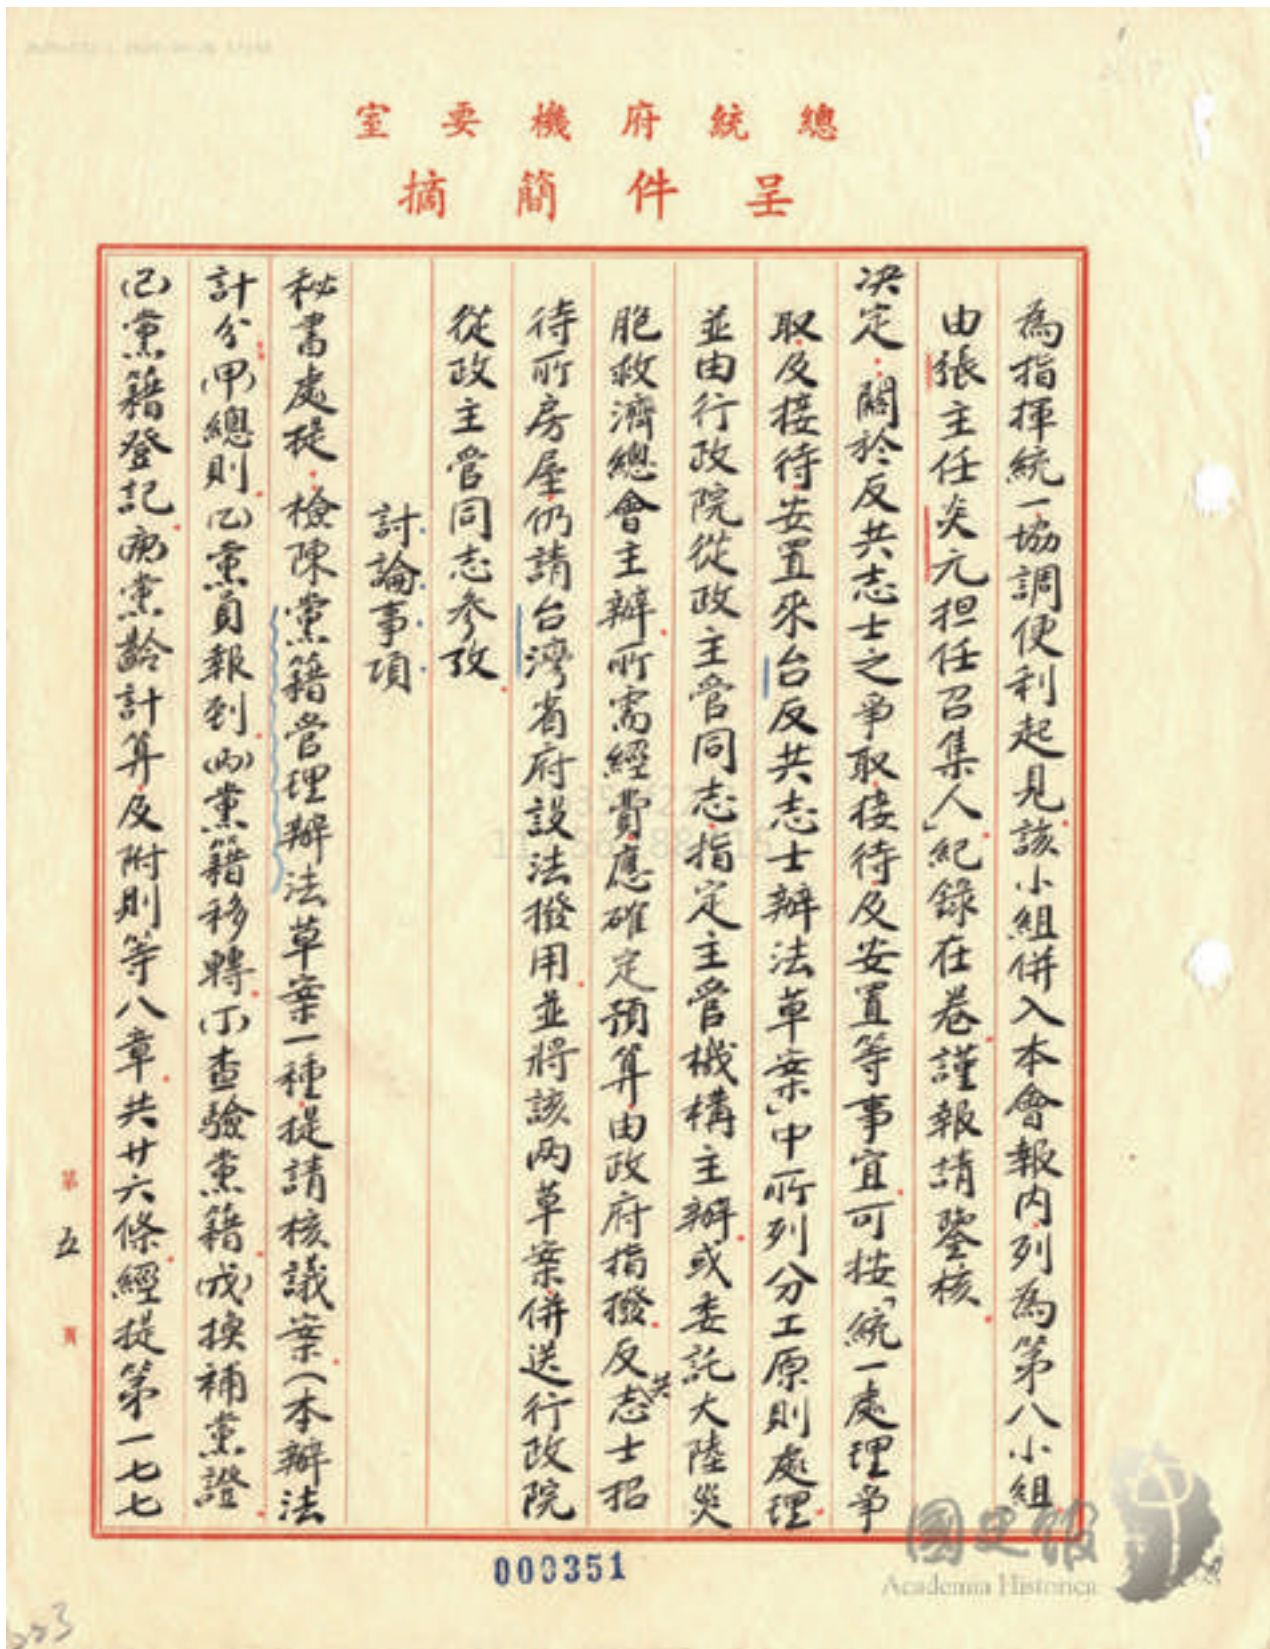 總統府機要室
呈件簡摘
為指揮統一協調便利起見該小組併入本會報內列為第八小組
由張主任炎元担任召集人」紀錄在卷謹報請鑒核
決定：關於反共志士之爭取接待及安置等事宜可按「統一處理爭
取及接待安置來台反共志士辦法草案」中所列分工原則處理
並由行政院從政主管同志指定主管機構主辦或委託大陸災
胞救濟總會主辦所需經費應確定預算由政府指撥反共志士招
待所房屋仍請台灣省府設法撥用並將該兩草案併送行政院
從政主管同志參攷
討論事項
秘書處提：檢陳黨籍管理辦法草案一種提請核議案（本辦法
計分(甲)總則(乙)黨員報到(丙)黨籍移轉(丁)查驗黨籍(戊)換補黨證
(己)黨籍登記(庚)黨齡計算及附則等八章共廿六條經提第一七七
第五頁
000351
國史館
Academia Historica